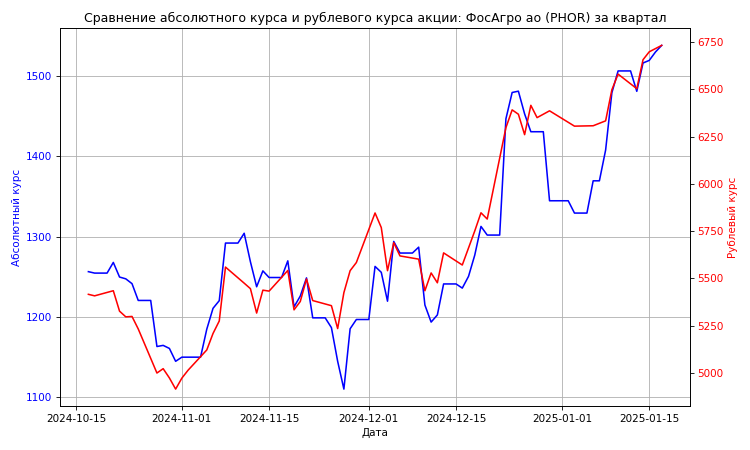 Сравнение абсолютного курса и рублевого курса акции: ФосАгро ао (PHOR) за квартал
Абсолютный курс
1500
1400
1300
1200
1100
6750
6500
6250
6000
5750
5500
5250
5000
Рублевый курс
2024-10-15 2024-11-01 2024-11-15 2024-12-01 2024-12-15 2025-01-01 2025-01-15
Дата